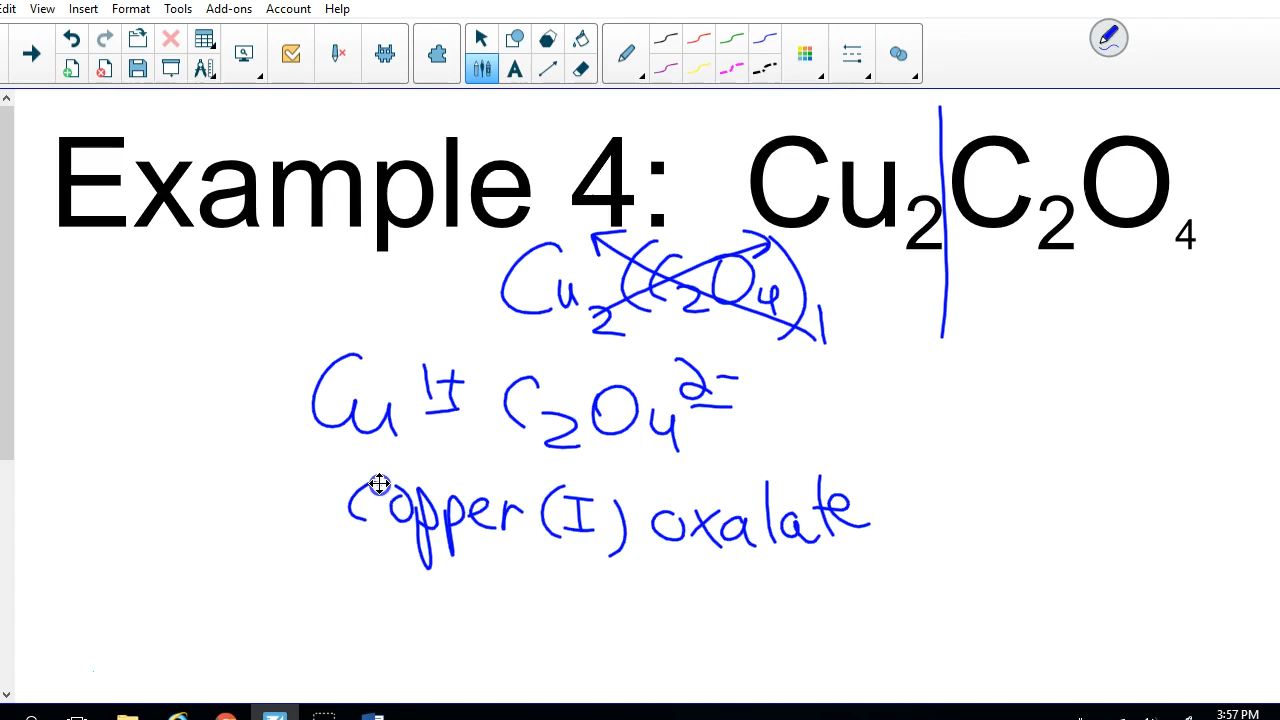 Edit View Insert Format Tools Add-ons Account Help
Example 4: Cu₂C₂O₄
Cu₂(C₂O₄)₁
Cu¹⁺ C₂O₄²⁻
Copper (I) oxalate
3:57 PM